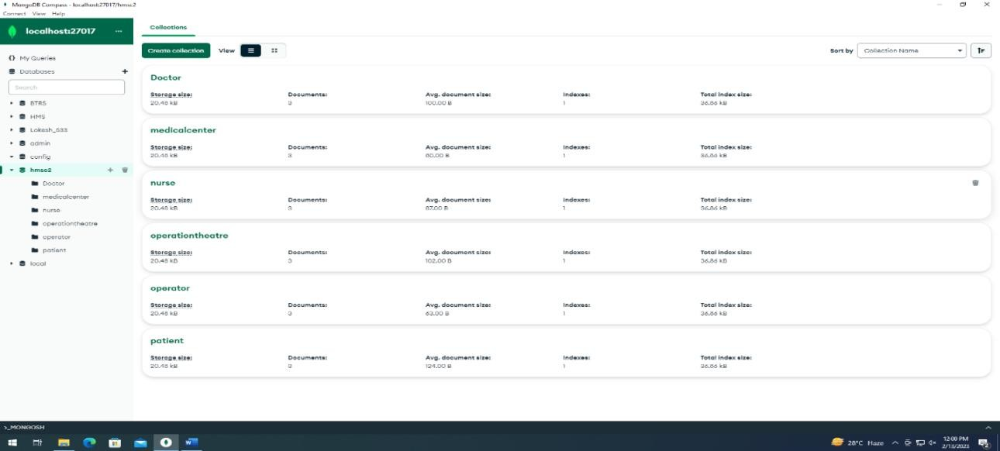 MongoDB Compass - localhost:27017/hmsc2
Connect View Help
localhost:27017 ...
Collections
My Queries
Databases +
Search
BTRS
HMS
Lokesh_533
admin
config
hmsc2 +
Doctor
medicalcenter
nurse
operationtheatre
operator
patient
local
Create collection View Sort by Collection Name
Doctor
Storage size: Documents: Avg. document size: Indexes: Total index size:
20.48 kB 3 100.00 B 1 36.86 kB
medicalcenter
Storage size: Documents: Avg. document size: Indexes: Total index size:
20.48 kB 3 80.00 B 1 36.86 kB
nurse
Storage size: Documents: Avg. document size: Indexes: Total index size:
20.48 kB 3 87.00 B 1 36.86 kB
operationtheatre
Storage size: Documents: Avg. document size: Indexes: Total index size:
20.48 kB 3 102.00 B 1 36.86 kB
operator
Storage size: Documents: Avg. document size: Indexes: Total index size:
20.48 kB 3 63.00 B 1 36.86 kB
patient
Storage size: Documents: Avg. document size: Indexes: Total index size:
20.48 kB 3 124.00 B 1 36.86 kB
>_MONGOSH
28°C Haze 12:00 PM
2/13/2023